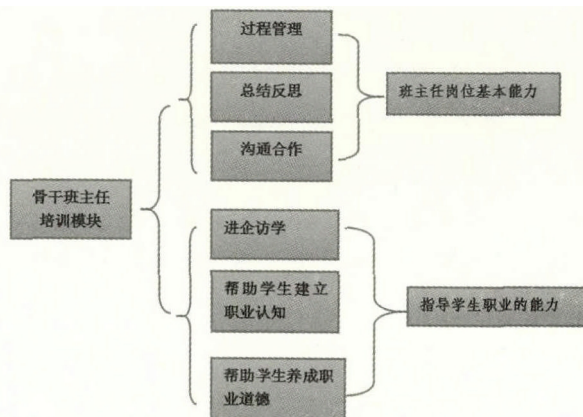 过程管理
总结反思
班主任岗位基本能力
沟通合作
骨干班主任
培训模块
进企访学
帮助学生建立
职业认知
指导学生职业的能力
帮助学生养成职
业道德